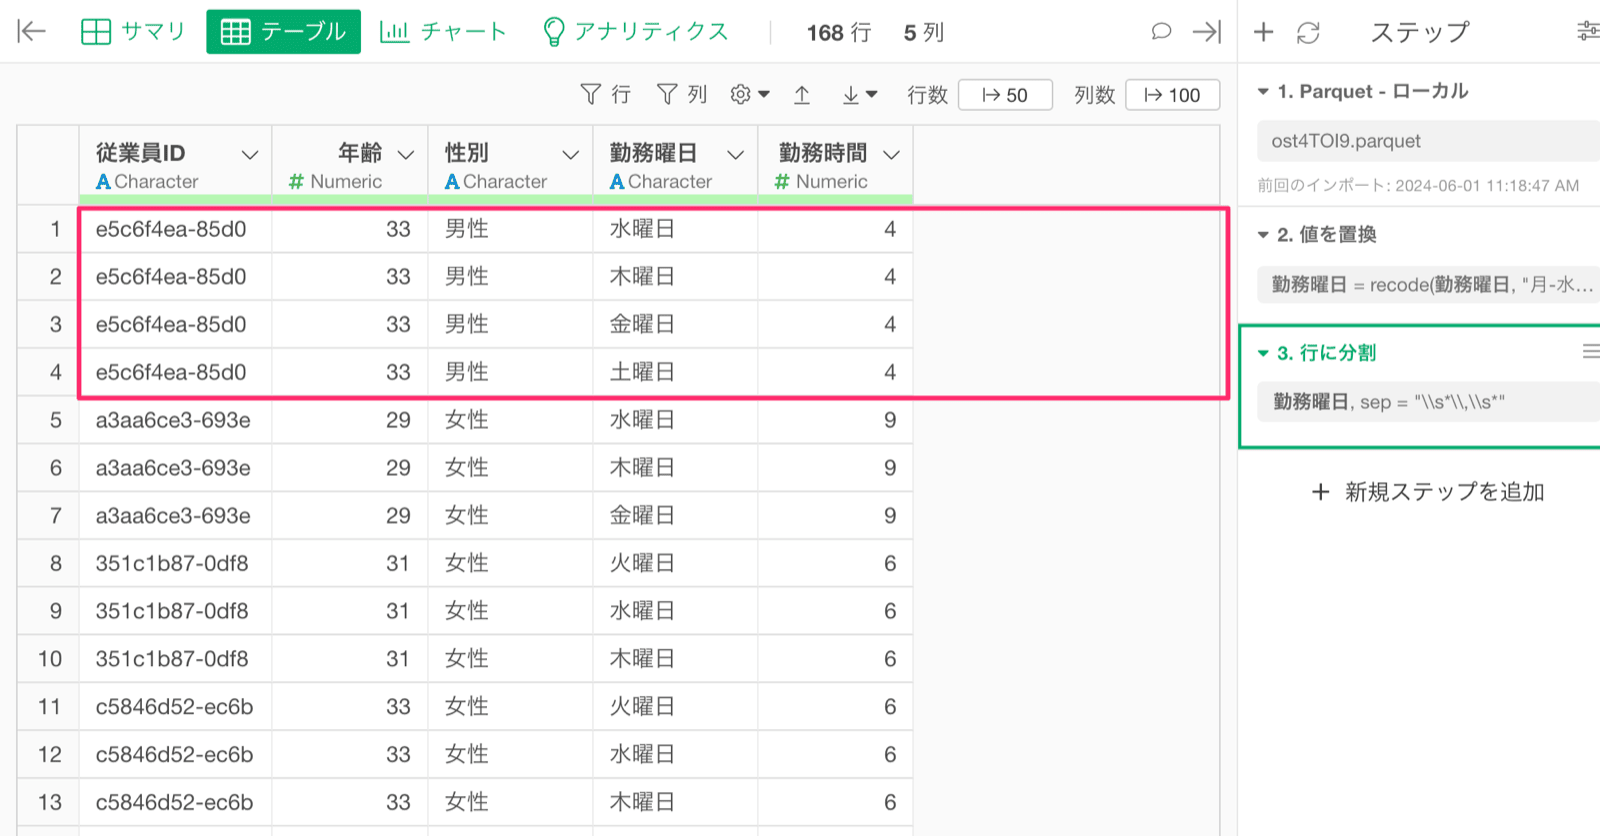 サマリ テーブル チャート アナリティクス 168 行 5 列 ステップ
行 列 行数 50 列数 100
従業員ID 年齢 性別 勤務曜日 勤務時間
Character Numeric Character Character Numeric
1 e5c6f4ea-85d0 33 男性 水曜日 4
2 e5c6f4ea-85d0 33 男性 木曜日 4
3 e5c6f4ea-85d0 33 男性 金曜日 4
4 e5c6f4ea-85d0 33 男性 土曜日 4
5 a3aa6ce3-693e 29 女性 水曜日 9
6 a3aa6ce3-693e 29 女性 木曜日 9
7 a3aa6ce3-693e 29 女性 金曜日 9
8 351c1b87-0df8 31 女性 火曜日 6
9 351c1b87-0df8 31 女性 水曜日 6
10 351c1b87-0df8 31 女性 木曜日 6
11 c5846d52-ec6b 33 女性 火曜日 6
12 c5846d52-ec6b 33 女性 水曜日 6
13 c5846d52-ec6b 33 女性 木曜日 6
1. Parquet - ローカル
ost4TOI9.parquet
前回のインポート: 2024-06-01 11:18:47 AM
2. 値を置換
勤務曜日 = recode(勤務曜日, "月-水...
3. 行に分割
勤務曜日, sep = "\\s*\\,\\s*"
+ 新規ステップを追加